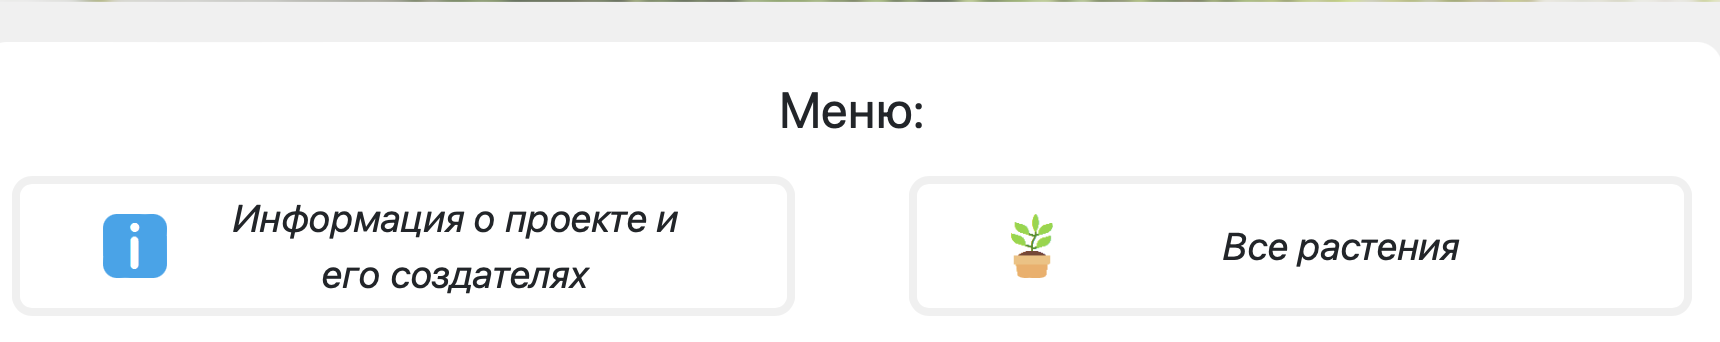 Меню:
Информация о проекте и
его создателях
Все растения